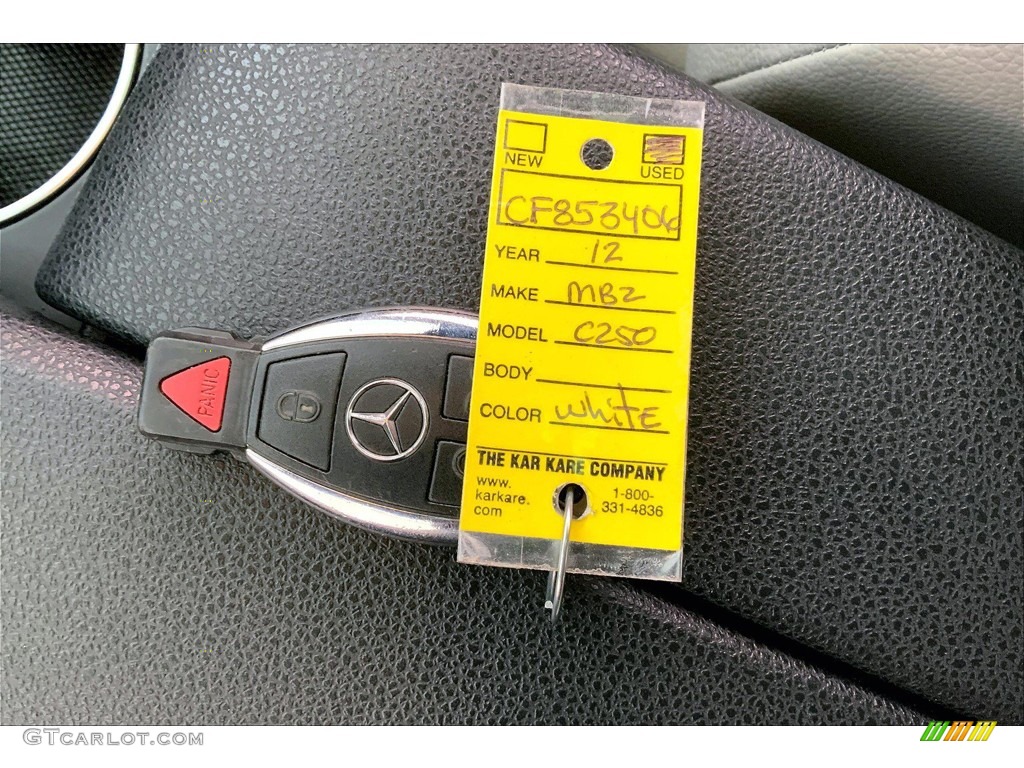 NEW USED
CF853406
YEAR 12
MAKE MBZ
MODEL C250
BODY
COLOR WhiTE
THE KAR KARE COMPANY
www.
karkare.
com
1-800-
331-4836
PANIC
GTcarlot.com